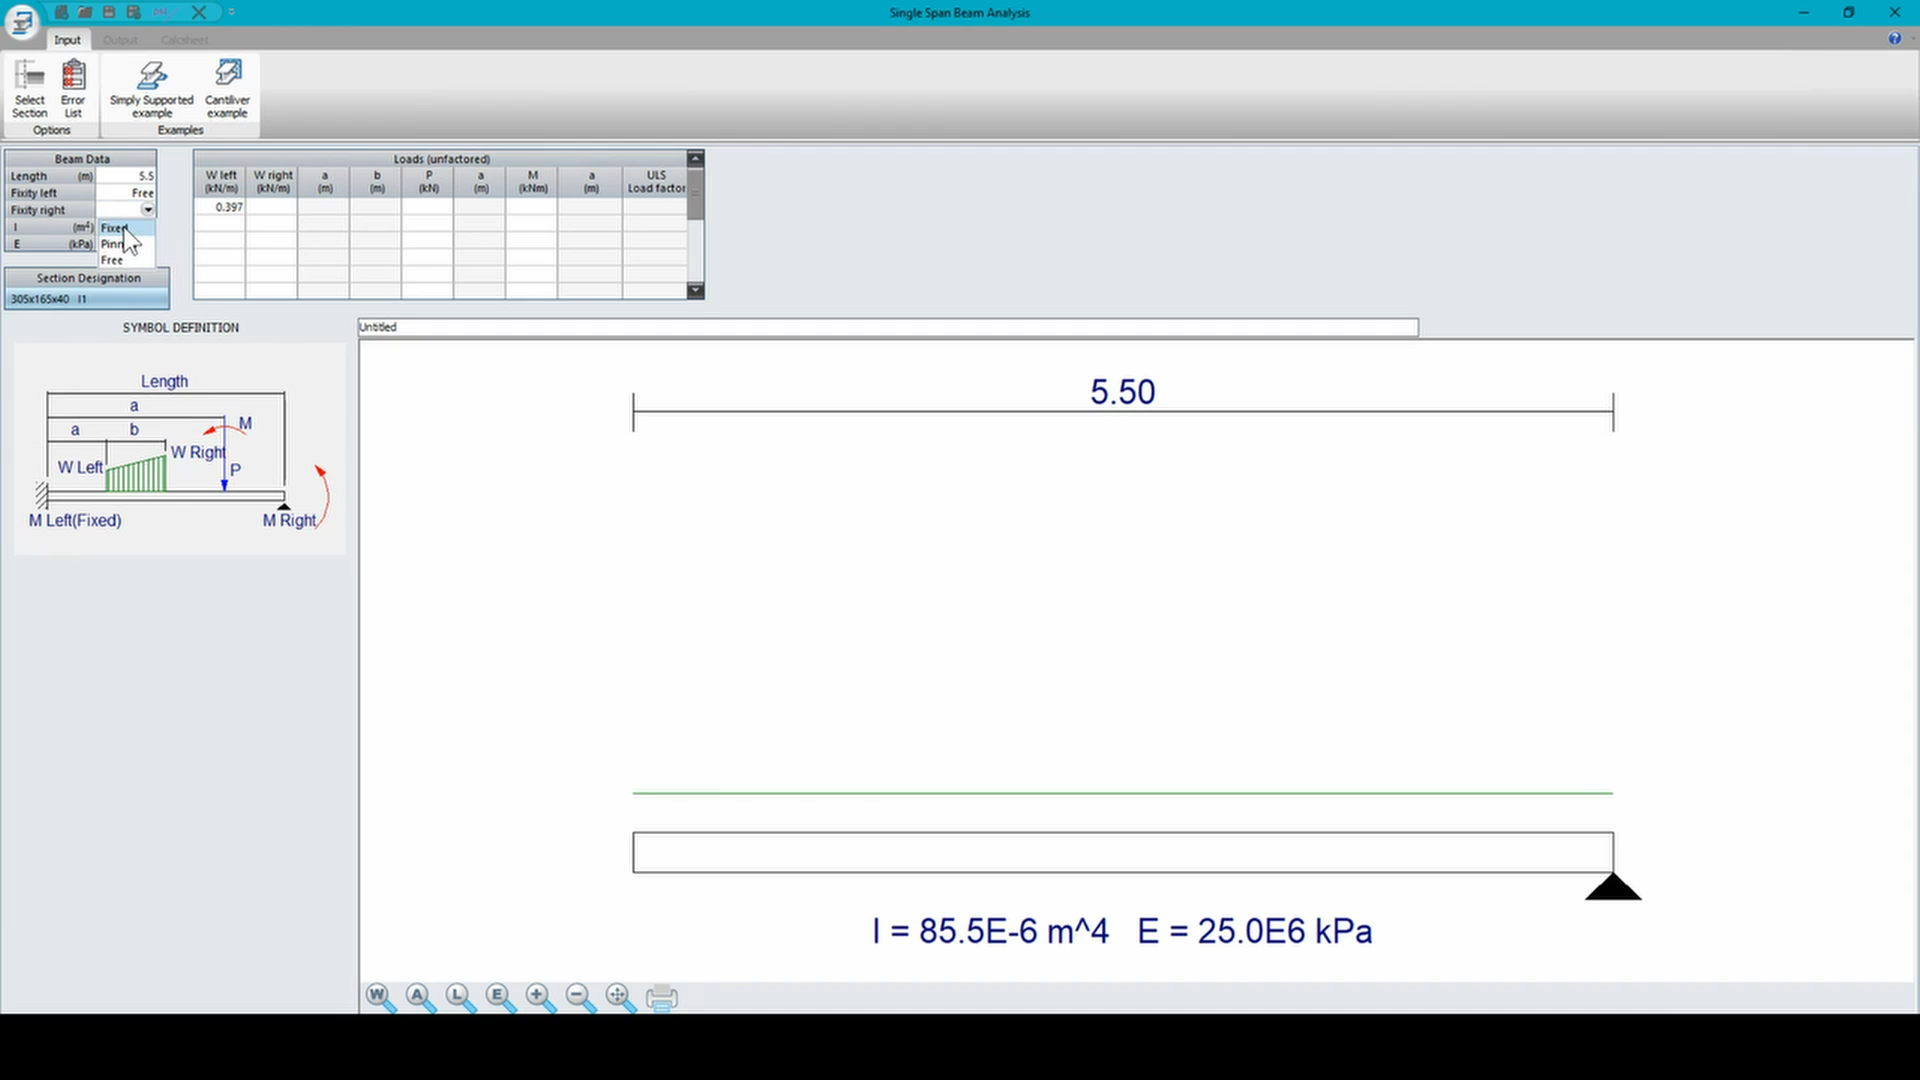 Single Span Beam Analysis
Input Output Calcsheet
Select Section
Error List
Options
Simply Supported example
Cantiliver example
Examples
Beam Data
Length (m) 5.5
Fixity left Free
Fixity right
I (m⁴)
E (kPa)
Fixed
Free
Section Designation
305x165x40 I1
Loads (unfactored)
W left (kN/m) W right (kN/m) a (m) b (m) P (kN) a (m) M (kNm) a (m) ULS Load factor
0.397
SYMBOL DEFINITION
Untitled
Length
a
M
a b
W Right
W Left
P
M Left(Fixed)
M Right
5.50
I = 85.5E-6 m^4 E = 25.0E6 kPa
W A L E